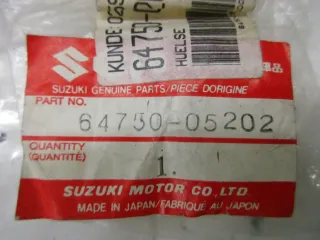 KUNDE
HUELSE
SUZUKI GENUINE PARTS/PIÈCE DORIGINE
PART NO.
64750-05202
QUANTITY
(QUANTITÉ)
1.
SUZUKI MOTOR CO.,LTD.
MADE IN JAPAN/FABRIQUÉ AU JAPON